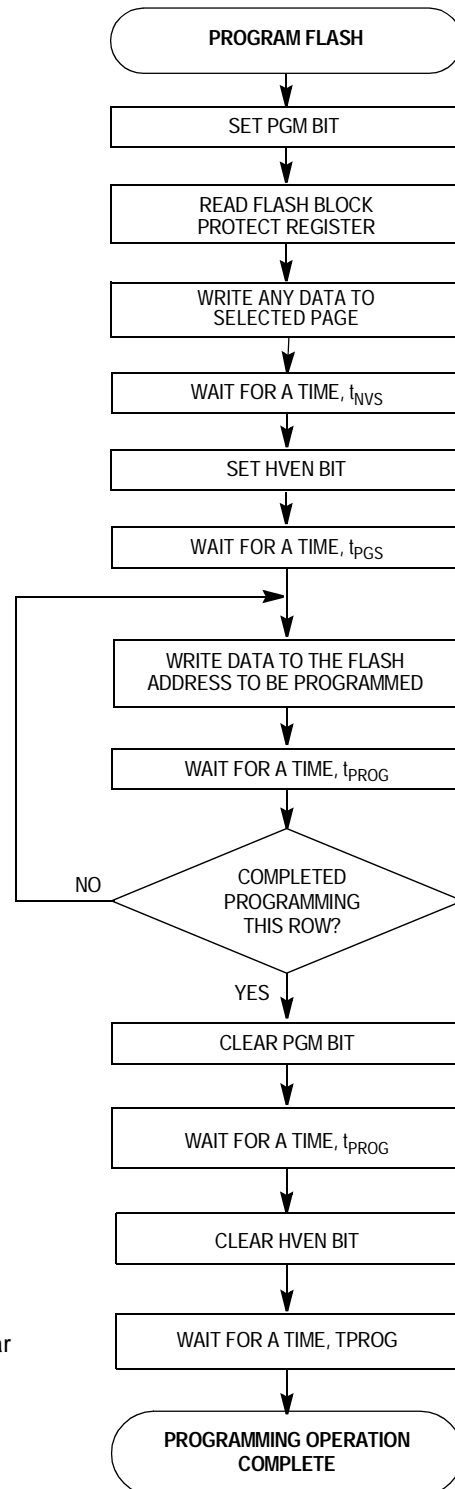 PROGRAM FLASH
SET PGM BIT
READ FLASH BLOCK
PROTECT REGISTER
WRITE ANY DATA TO
SELECTED PAGE
WAIT FOR A TIME, tNVS
SET HVEN BIT
WAIT FOR A TIME, tPGS
WRITE DATA TO THE FLASH
ADDRESS TO BE PROGRAMMED
WAIT FOR A TIME, tPROG
NO
COMPLETED
PROGRAMMING
THIS ROW?
YES
CLEAR PGM BIT
WAIT FOR A TIME, tPROG
CLEAR HVEN BIT
ar
WAIT FOR A TIME, TPROG
PROGRAMMING OPERATION
COMPLETE